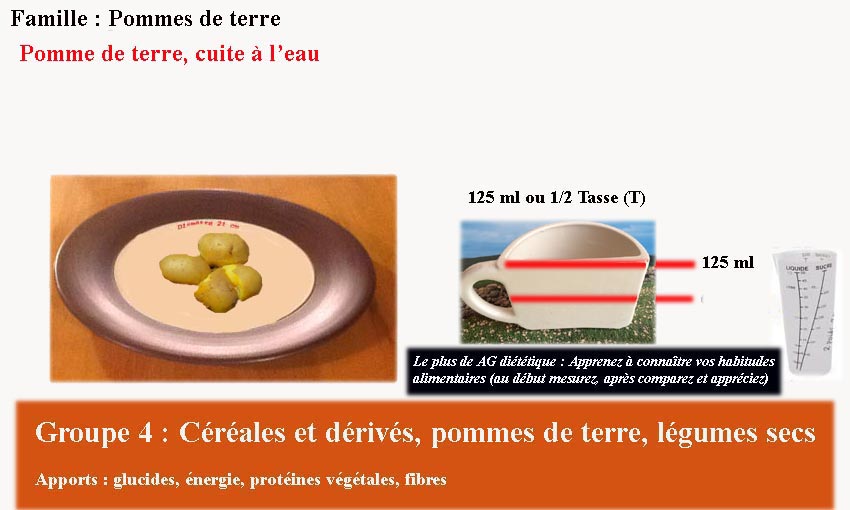 Famille : Pommes de terre
Pomme de terre, cuite à l’eau
Diamètre 21 cm
125 ml ou 1/2 Tasse (T)
125 ml
LIQUIDE SUCRE
Le plus de AG diététique : Apprenez à connaître vos habitudes
alimentaires (au début mesurez, après comparez et appréciez)
Groupe 4 : Céréales et dérivés, pommes de terre, légumes secs
Apports : glucides, énergie, protéines végétales, fibres